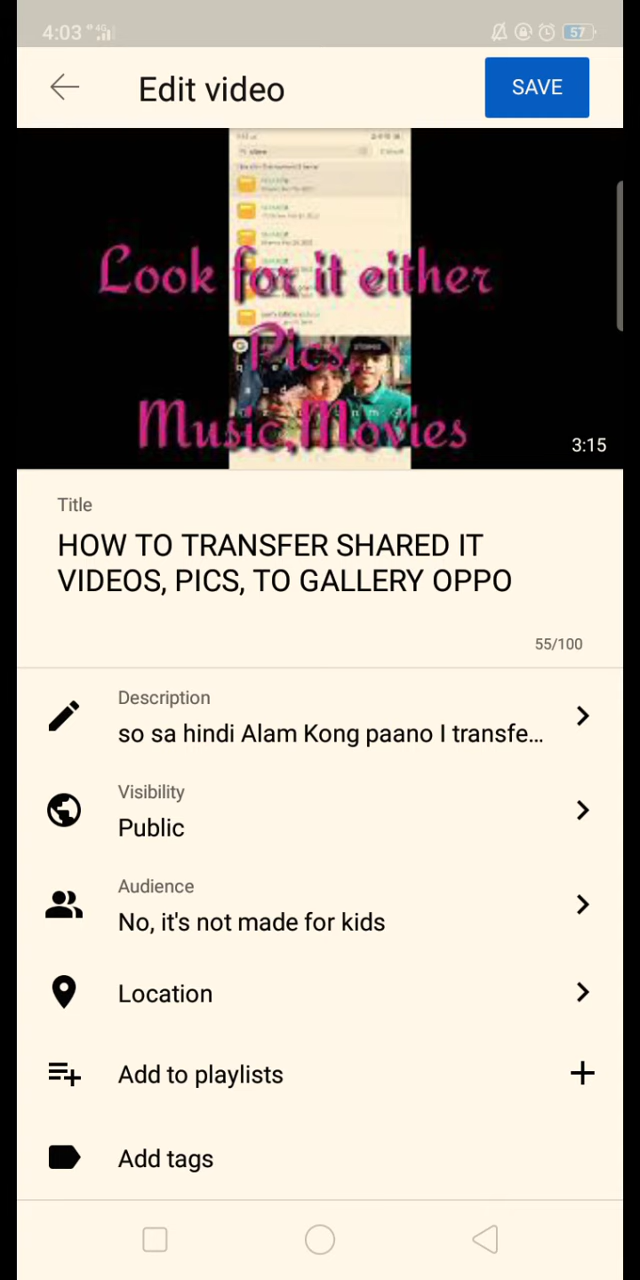 4:03
4G
57
Edit video
SAVE
Look for it either
Pics,
Music,Movies
3:15
Title
HOW TO TRANSFER SHARED IT
VIDEOS, PICS, TO GALLERY OPPO
55/100
Description
so sa hindi Alam Kong paano I transfe...
Visibility
Public
Audience
No, it's not made for kids
Location
Add to playlists
Add tags